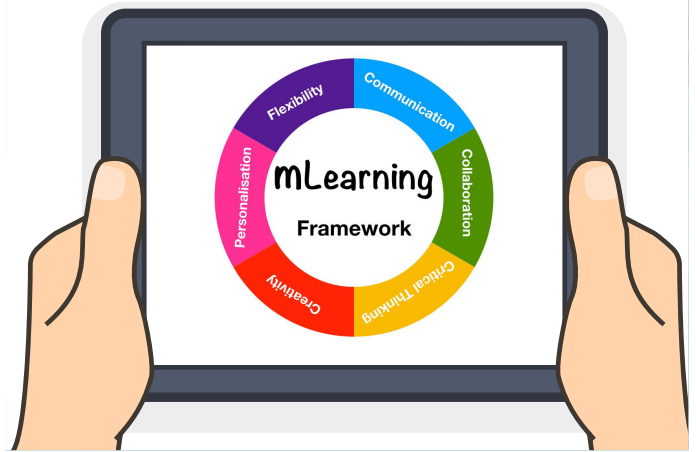 mLearning
Framework
Communication
Collaboration
Critical Thinking
Creativity
Personalisation
Flexibility